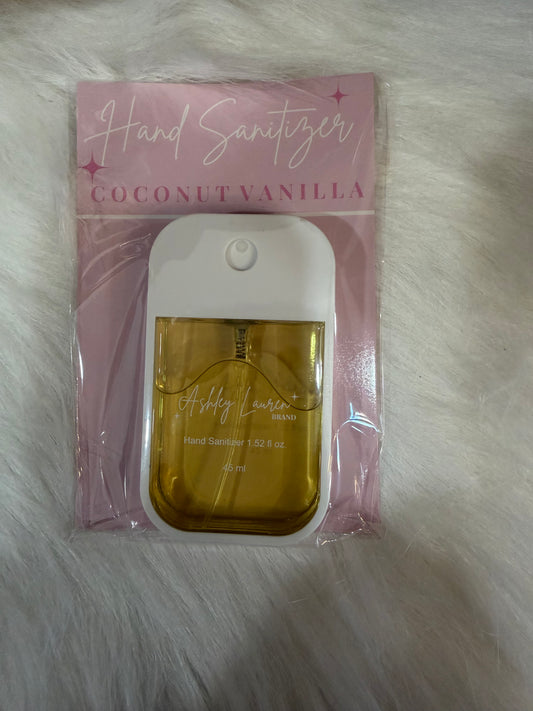 Hand Sanitizer
COCONUT VANILLA
Ashley Lauren
BRAND
Hand Sanitizer 1.52 fl oz.
45 ml